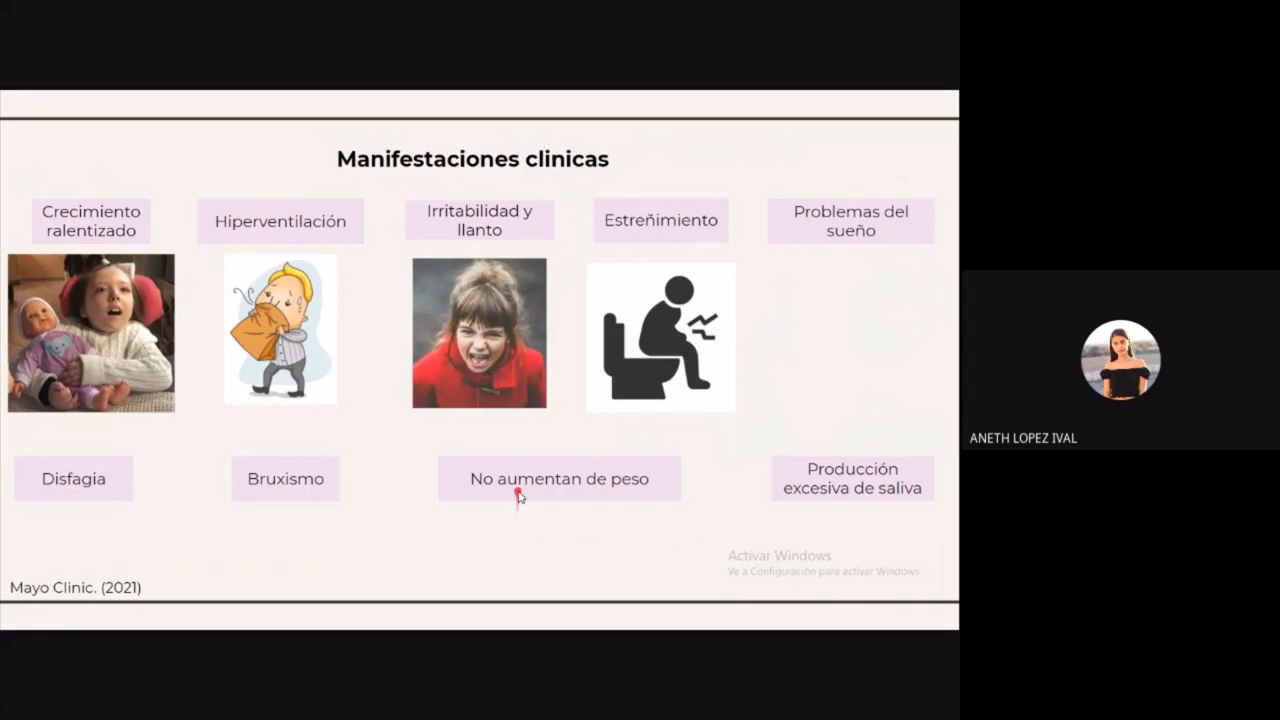 Manifestaciones clinicas
Crecimiento
ralentizado
Hiperventilación
Irritabilidad y
llanto
Estreñimiento
Problemas del
sueño
Disfagia
Bruxismo
No aumentan de peso
Producción
excesiva de saliva
Activar Windows
Ve a Configuración para activar Windows.
Mayo Clinic. (2021)
ANETH LOPEZ IVAL